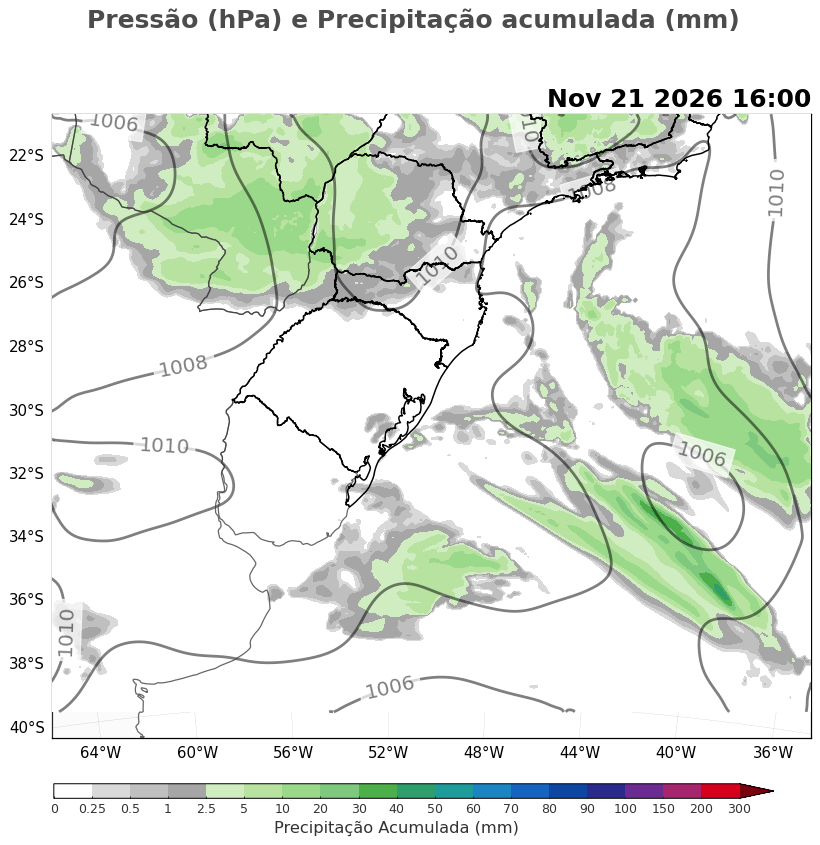 Pressão (hPa) e Precipitação acumulada (mm)
Nov 21 2026 16:00
1006
1008
1010
1010
1008
1010
1006
1010
1006
22°S
24°S
26°S
28°S
30°S
32°S
34°S
36°S
38°S
40°S
64°W 60°W 56°W 52°W 48°W 44°W 40°W 36°W
0 0.25 0.5 1 2.5 5 10 20 30 40 50 60 70 80 90 100 150 200 300
Precipitação Acumulada (mm)